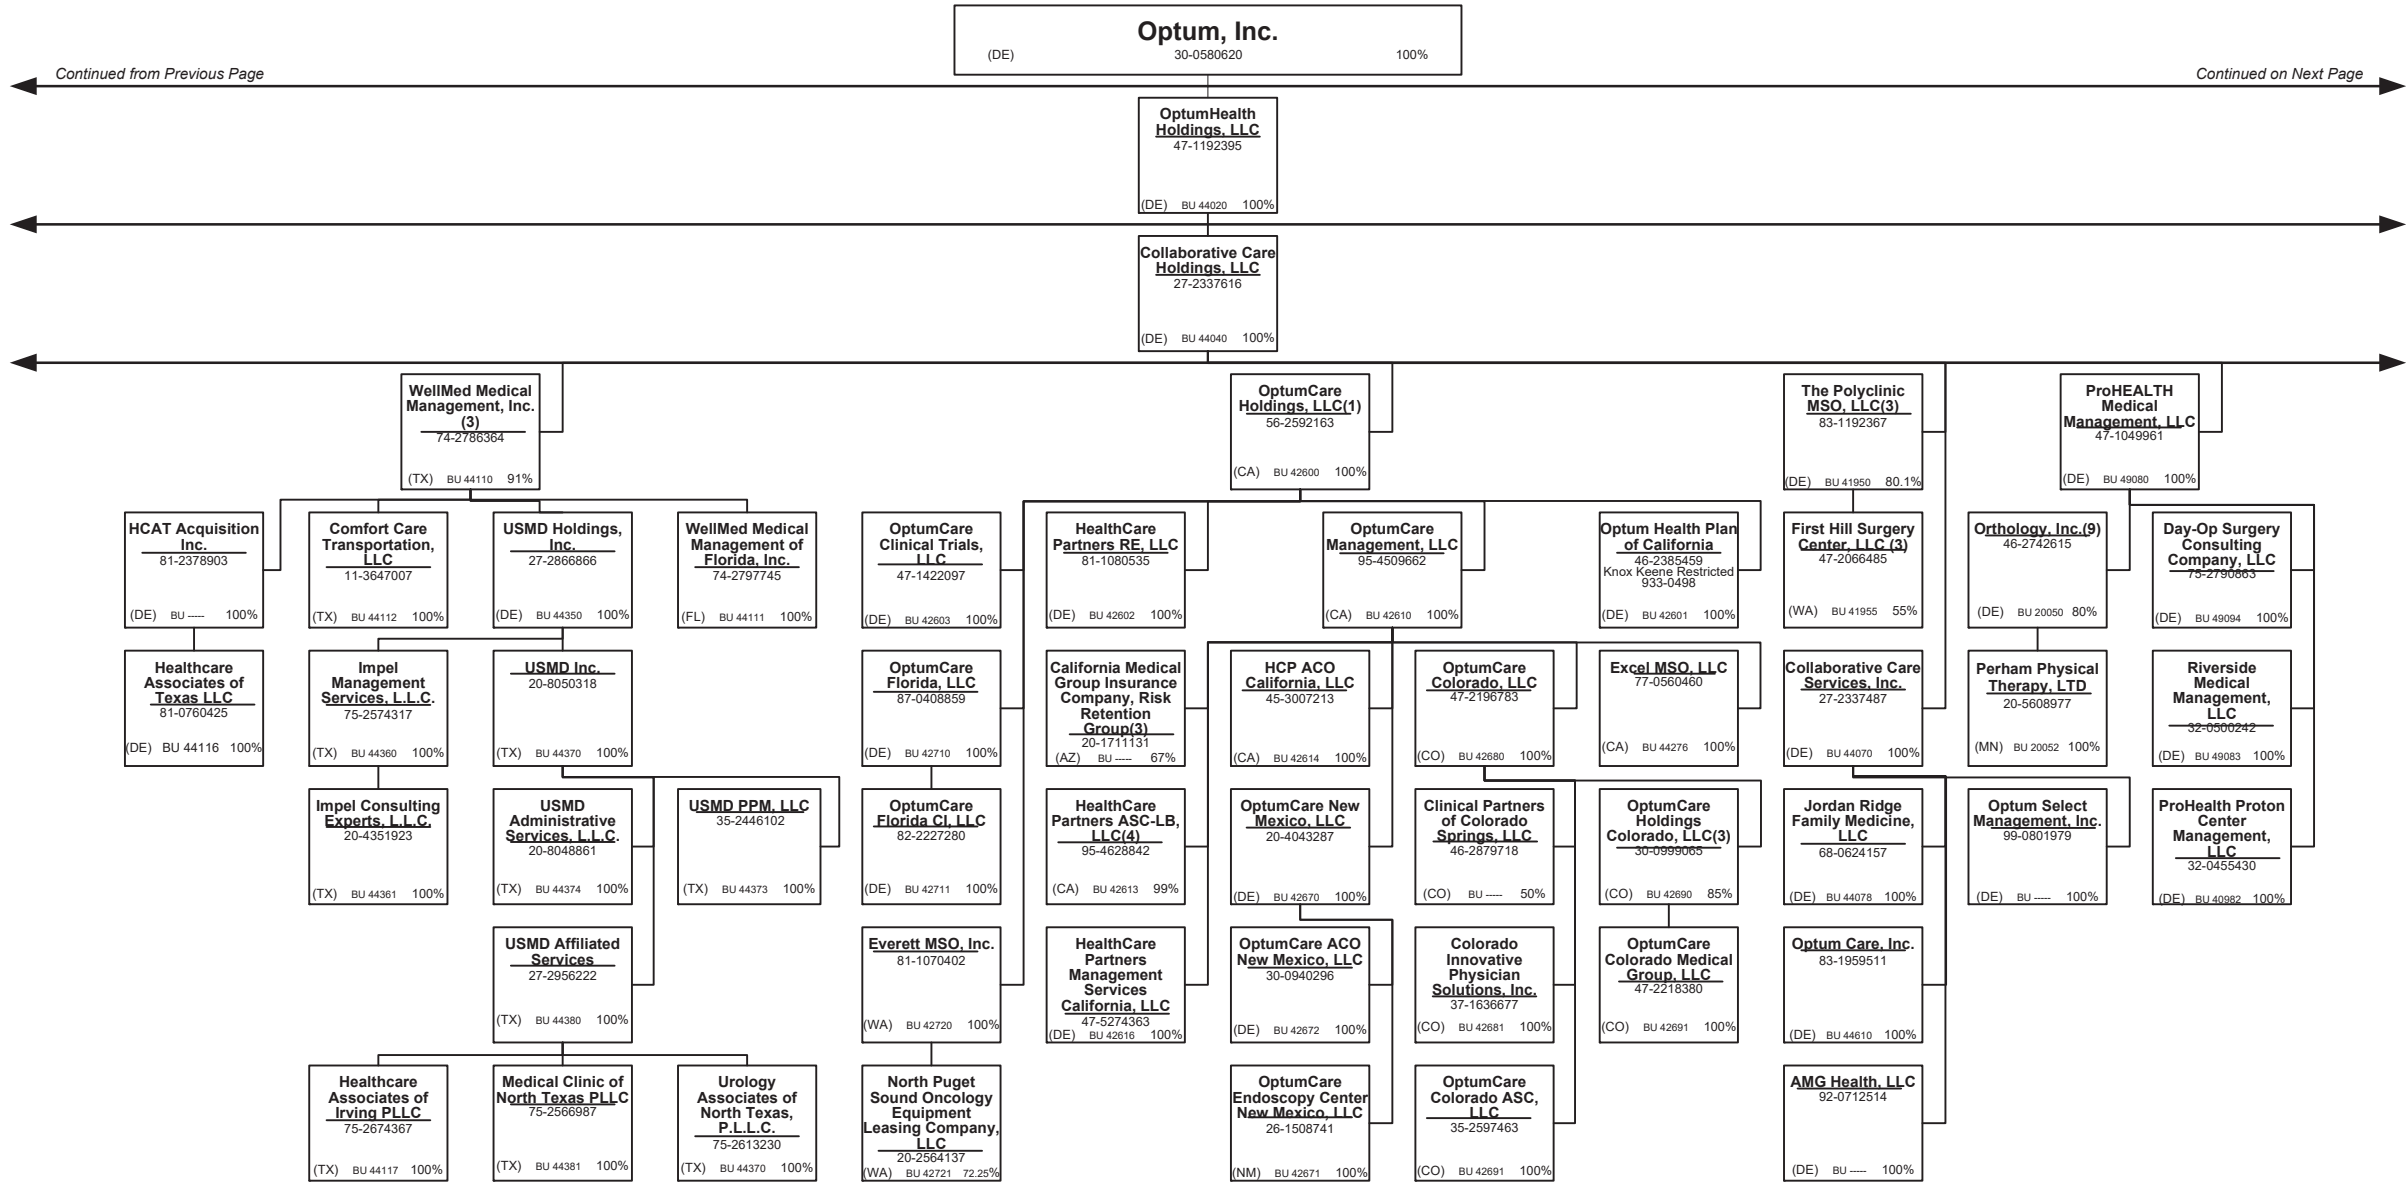 Optum, Inc.
(DE) 30-0580620 100%
Continued from Previous Page
Continued on Next Page
OptumHealth
Holdings, LLC
47-1192395
(DE) BU 44020 100%
Collaborative Care
Holdings, LLC
27-2337616
(DE) BU 44040 100%
WellMed Medical
Management, Inc.
(3)
74-2786364
(TX) BU 44110 91%
OptumCare
Holdings, LLC(1)
56-2592163
(CA) BU 42600 100%
The Polyclinic
MSO, LLC(3)
83-1192367
(DE) BU 41950 80.1%
ProHEALTH
Medical
Management, LLC
47-1049961
(DE) BU 49080 100%
HCAT Acquisition
Inc.
81-2378903
(DE) BU ----- 100%
Comfort Care
Transportation,
LLC
11-3647007
(TX) BU 44112 100%
USMD Holdings,
Inc.
27-2866866
(DE) BU 44350 100%
WellMed Medical
Management of
Florida, Inc.
74-2797745
(FL) BU 44111 100%
OptumCare
Clinical Trials,
LLC
47-1422097
(DE) BU 42603 100%
HealthCare
Partners RE, LLC
81-1080535
(DE) BU 42602 100%
OptumCare
Management, LLC
95-4509662
(CA) BU 42610 100%
Optum Health Plan
of California
46-2385459
Knox Keene Restricted
933-0498
(DE) BU 42601 100%
First Hill Surgery
Center, LLC (3)
47-2066485
(WA) BU 41955 55%
Orthology, Inc.(9)
46-2742615
(DE) BU 20050 80%
Day-Op Surgery
Consulting
Company, LLC
75-2790863
(DE) BU 49094 100%
Healthcare
Associates of
Texas LLC
81-0760425
(DE) BU 44116 100%
Impel
Management
Services, L.L.C.
75-2574317
(TX) BU 44360 100%
USMD Inc.
20-8050318
(TX) BU 44370 100%
OptumCare
Florida, LLC
87-0408859
(DE) BU 42710 100%
California Medical
Group Insurance
Company, Risk
Retention
Group(3)
20-1711131
(AZ) BU ----- 67%
HCP ACO
California, LLC
45-3007213
(CA) BU 42614 100%
OptumCare
Colorado, LLC
47-2196783
(CO) BU 42680 100%
Excel MSO, LLC
77-0560460
(CA) BU 44276 100%
Collaborative Care
Services, Inc.
27-2337487
(DE) BU 44070 100%
Perham Physical
Therapy, LTD
20-5608977
(MN) BU 20052 100%
Riverside
Medical
Management,
LLC
32-0500242
(DE) BU 49083 100%
Impel Consulting
Experts, L.L.C.
20-4351923
(TX) BU 44361 100%
USMD
Administrative
Services, L.L.C.
20-8048861
(TX) BU 44374 100%
USMD PPM, LLC
35-2446102
(TX) BU 44373 100%
OptumCare
Florida CI, LLC
82-2227280
(DE) BU 42711 100%
HealthCare
Partners ASC-LB,
LLC(4)
95-4628842
(CA) BU 42613 99%
OptumCare New
Mexico, LLC
20-4043287
(DE) BU 42670 100%
Clinical Partners
of Colorado
Springs, LLC
46-2879718
(CO) BU ----- 50%
OptumCare
Holdings
Colorado, LLC(3)
30-0999065
(CO) BU 42690 85%
Jordan Ridge
Family Medicine,
LLC
68-0624157
(DE) BU 44078 100%
Optum Select
Management, Inc.
99-0801979
(DE) BU ----- 100%
ProHealth Proton
Center
Management,
LLC
32-0455430
(DE) BU 40982 100%
USMD Affiliated
Services
27-2956222
(TX) BU 44380 100%
Everett MSO, Inc.
81-1070402
(WA) BU 42720 100%
HealthCare
Partners
Management
Services
California, LLC
47-5274363
(DE) BU 42616 100%
OptumCare ACO
New Mexico, LLC
30-0940296
(DE) BU 42672 100%
Colorado
Innovative
Physician
Solutions, Inc.
37-1636677
(CO) BU 42681 100%
OptumCare
Colorado Medical
Group, LLC
47-2218380
(CO) BU 42691 100%
Optum Care, Inc.
83-1959511
(DE) BU 44610 100%
Healthcare
Associates of
Irving PLLC
75-2674367
(TX) BU 44117 100%
Medical Clinic of
North Texas PLLC
75-2566987
(TX) BU 44381 100%
Urology
Associates of
North Texas,
P.L.L.C.
75-2613230
(TX) BU 44370 100%
North Puget
Sound Oncology
Equipment
Leasing Company,
LLC
20-2564137
(WA) BU 42721 72.25%
OptumCare
Endoscopy Center
New Mexico, LLC
26-1508741
(NM) BU 42671 100%
OptumCare
Colorado ASC,
LLC
35-2597463
(CO) BU 42691 100%
AMG Health, LLC
92-0712514
(DE) BU ----- 100%